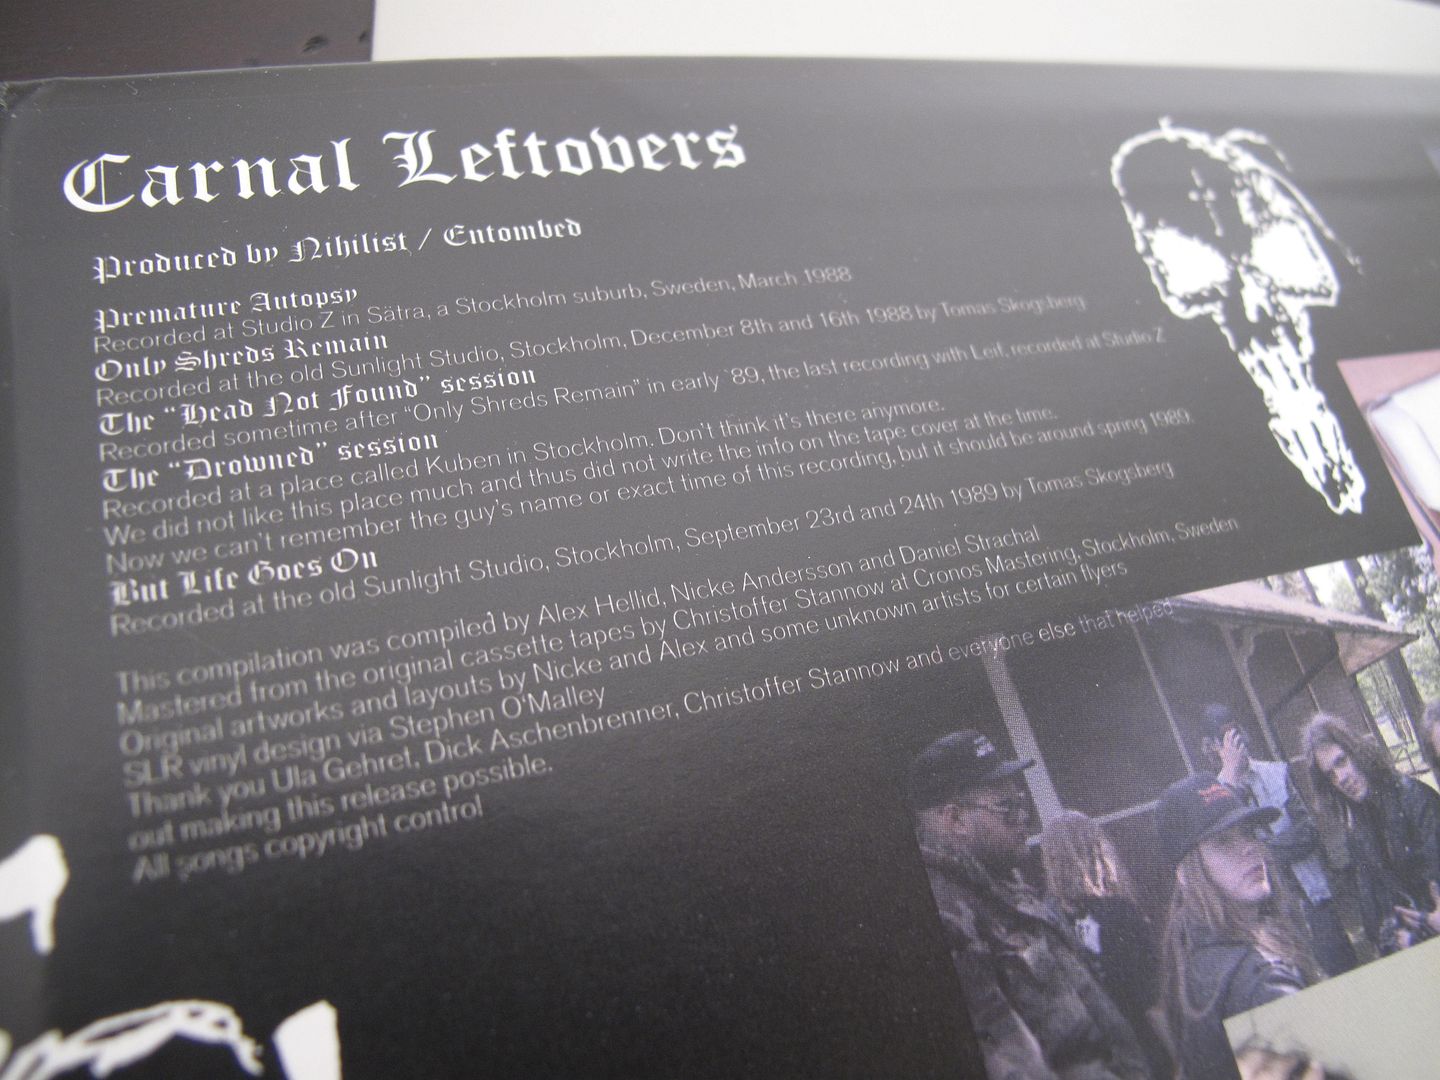 Carnal Leftovers
Produced by Nihilist / Entombed
Premature Autopsy
Recorded at Studio Z in Sätra, a Stockholm suburb, Sweden, March 1988
Only Shreds Remain
Recorded at the old Sunlight Studio, Stockholm, December 8th and 16th 1988 by Tomas Skogsberg
The "Head Not Found" session
Recorded sometime after "Only Shreds Remain" in early `89, the last recording with Leif, recorded at Studio Z
The "Drowned" session
Recorded at a place called Kuben in Stockholm. Don't think it's there anymore.
We did not like this place much and thus did not write the info on the tape cover at the time.
Now we can't remember the guy's name or exact time of this recording, but it should be around spring 1989.
But Life Goes On
Recorded at the old Sunlight Studio, Stockholm, September 23rd and 24th 1989 by Tomas Skogsberg
This compilation was compiled by Alex Hellid, Nicke Andersson and Daniel Strachal
Mastered from the original cassette tapes by Christoffer Stannow at Cronos Mastering, Stockholm, Sweden
Original artworks and layouts by Nicke and Alex and some unknown artists for certain flyers
SLR vinyl design via Stephen O'Malley
Thank you Ula Gehret, Dick Aschenbrenner, Christoffer Stannow and everyone else that helped
out making this release possible.
All songs copyright control